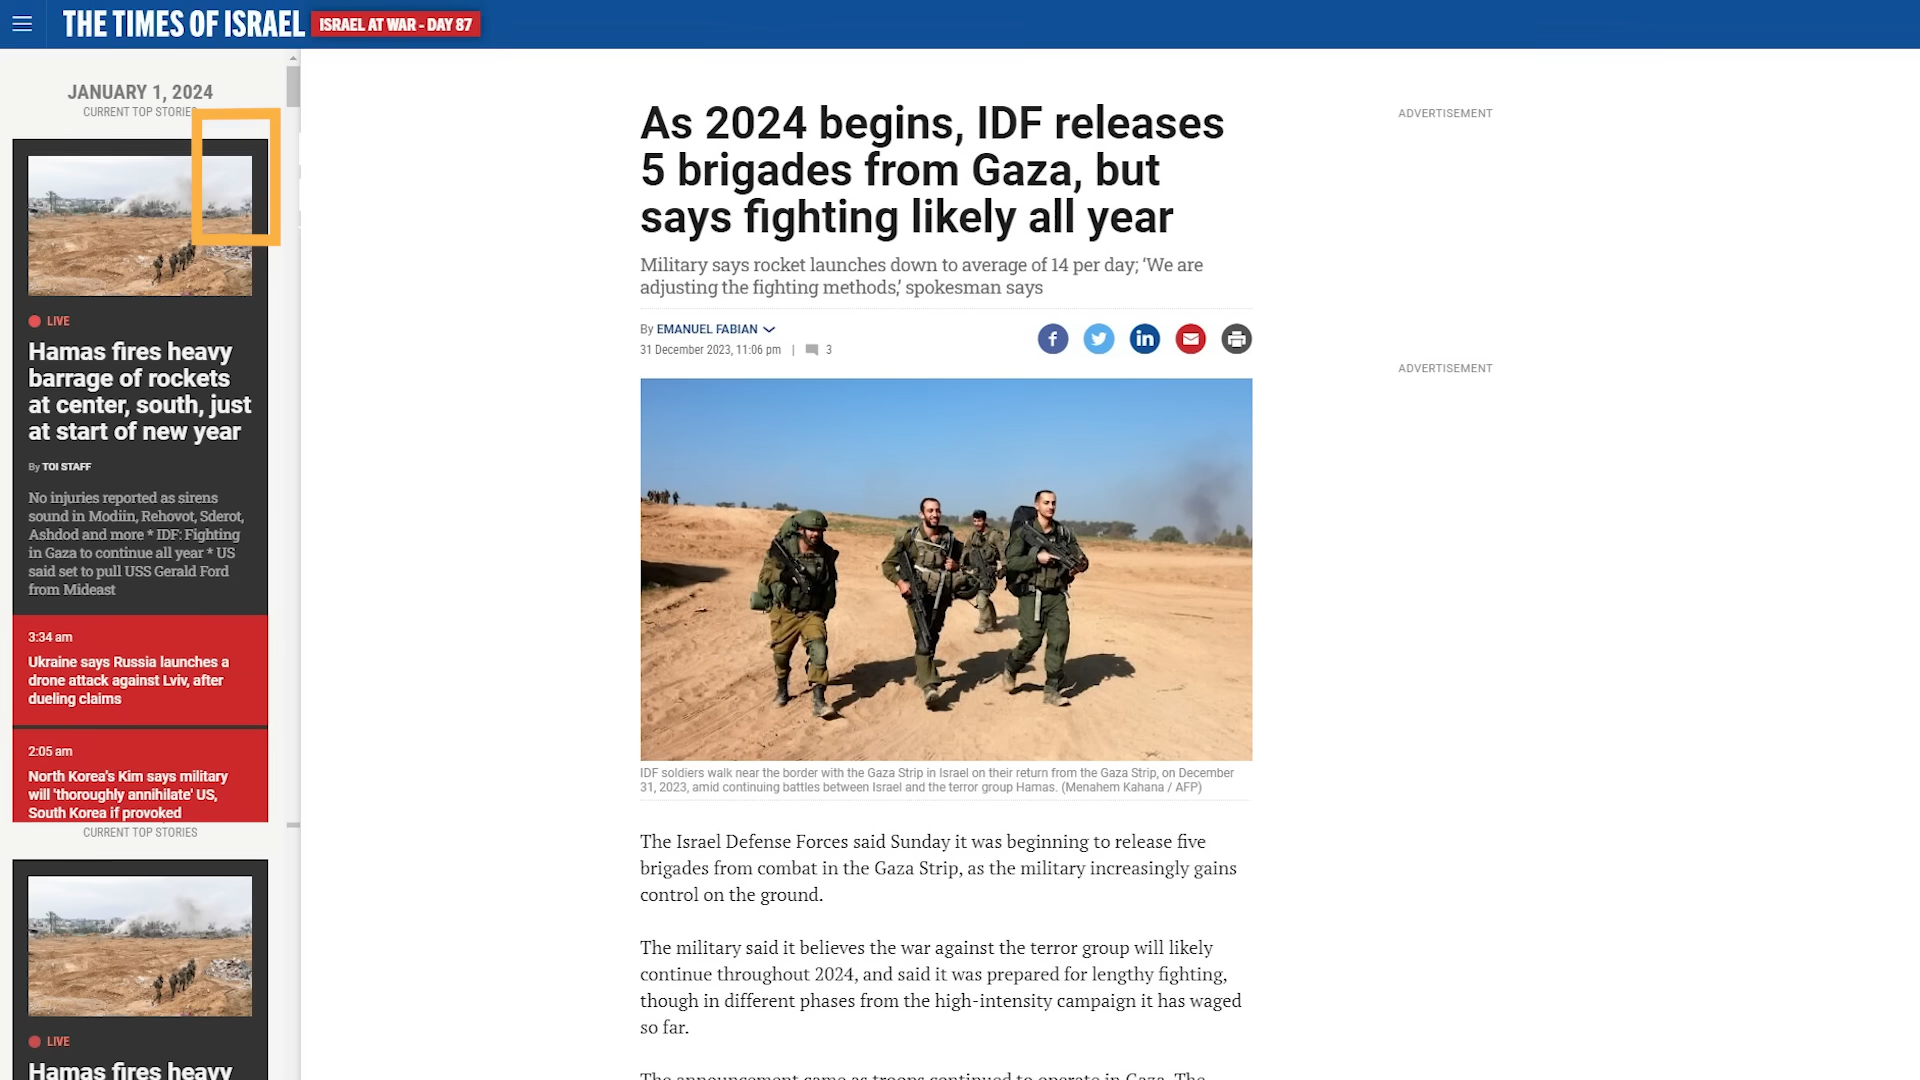 THE TIMES OF ISRAEL
ISRAEL AT WAR - DAY 87
JANUARY 1, 2024
CURRENT TOP STORIES
LIVE
Hamas fires heavy
barrage of rockets
at center, south, just
at start of new year
By TOI STAFF
No injuries reported as sirens
sound in Modiin, Rehovot, Sderot,
Ashdod and more * IDF: Fighting
in Gaza to continue all year * US
said set to pull USS Gerald Ford
from Mideast
3:34 am
Ukraine says Russia launches a
drone attack against Lviv, after
dueling claims
2:05 am
North Korea's Kim says military
will 'thoroughly annihilate' US,
South Korea if provoked
CURRENT TOP STORIES
LIVE
Hamas fires heavy
As 2024 begins, IDF releases
5 brigades from Gaza, but
says fighting likely all year
Military says rocket launches down to average of 14 per day; ‘We are
adjusting the fighting methods,’ spokesman says
By EMANUEL FABIAN
31 December 2023, 11:06 pm | 3
IDF soldiers walk near the border with the Gaza Strip in Israel on their return from the Gaza Strip, on December
31, 2023, amid continuing battles between Israel and the terror group Hamas. (Menahem Kahana / AFP)
The Israel Defense Forces said Sunday it was beginning to release five
brigades from combat in the Gaza Strip, as the military increasingly gains
control on the ground.
The military said it believes the war against the terror group will likely
continue throughout 2024, and said it was prepared for lengthy fighting,
though in different phases from the high-intensity campaign it has waged
so far.
The announcement came as troops continued to operate in Gaza. The
ADVERTISEMENT
ADVERTISEMENT